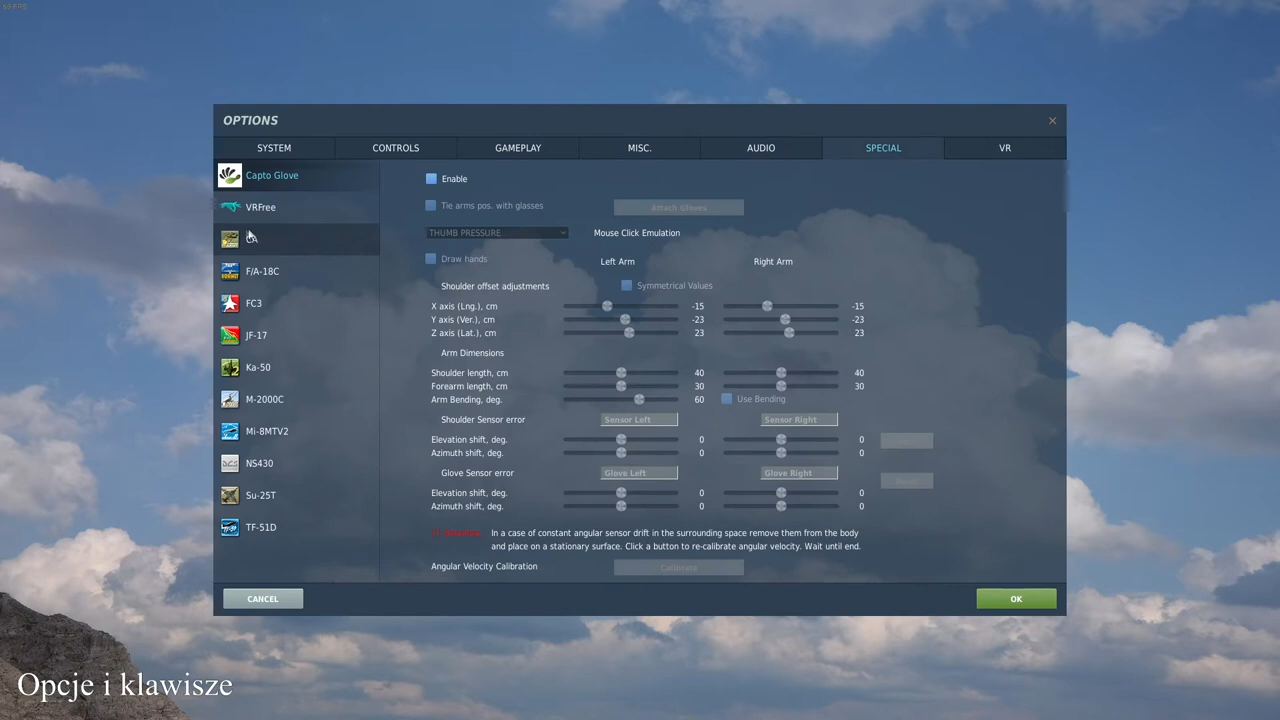 OPTIONS
SYSTEM CONTROLS GAMEPLAY MISC. AUDIO SPECIAL VR
Capto Glove
VRFree
CA
F/A-18C
FC3
JF-17
Ka-50
M-2000C
Mi-8MTV2
NS430
Su-25T
TF-51D
Enable
Tie arms pos. with glasses Attach Gloves
THUMB PRESSURE Mouse Click Emulation
Draw hands Left Arm Right Arm
Shoulder offset adjustments Symmetrical Values
X axis (Lng.), cm -15 -15
Y axis (Ver.), cm -23 -23
Z axis (Lat.), cm 23 23
Arm Dimensions
Shoulder length, cm 40 40
Forearm length, cm 30 30
Arm Bending, deg. 60 Use Bending
Shoulder Sensor error Sensor Left Sensor Right
Elevation shift, deg. 0 0
Azimuth shift, deg. 0 0
Glove Sensor error Glove Left Glove Right
Elevation shift, deg. 0 0
Azimuth shift, deg. 0 0
In a case of constant angular sensor drift in the surrounding space remove them from the body
and place on a stationary surface. Click a button to re-calibrate angular velocity. Wait until end.
Angular Velocity Calibration Calibrate
CANCEL OK
Opcje i klawisze